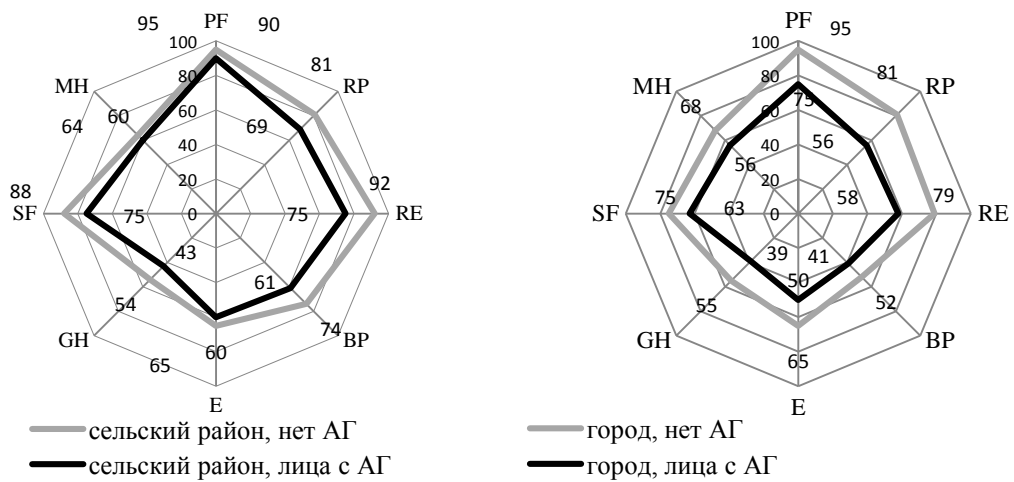 95 PF 90
100
MH 81 RP
80
60 60
64 69
40
20
88 92
SF 75 0 75 RE
43
61
54
74
GH 65 60 BP
E
сельский район, нет АГ
сельский район, лица с АГ
PF 95
100
81 RP
MH 80
68 75
60
56
40
56
20
75 63 58 79
SF 0 RE
39 41
50
55 52
GH 65 BP
E
город, нет АГ
город, лица с АГ